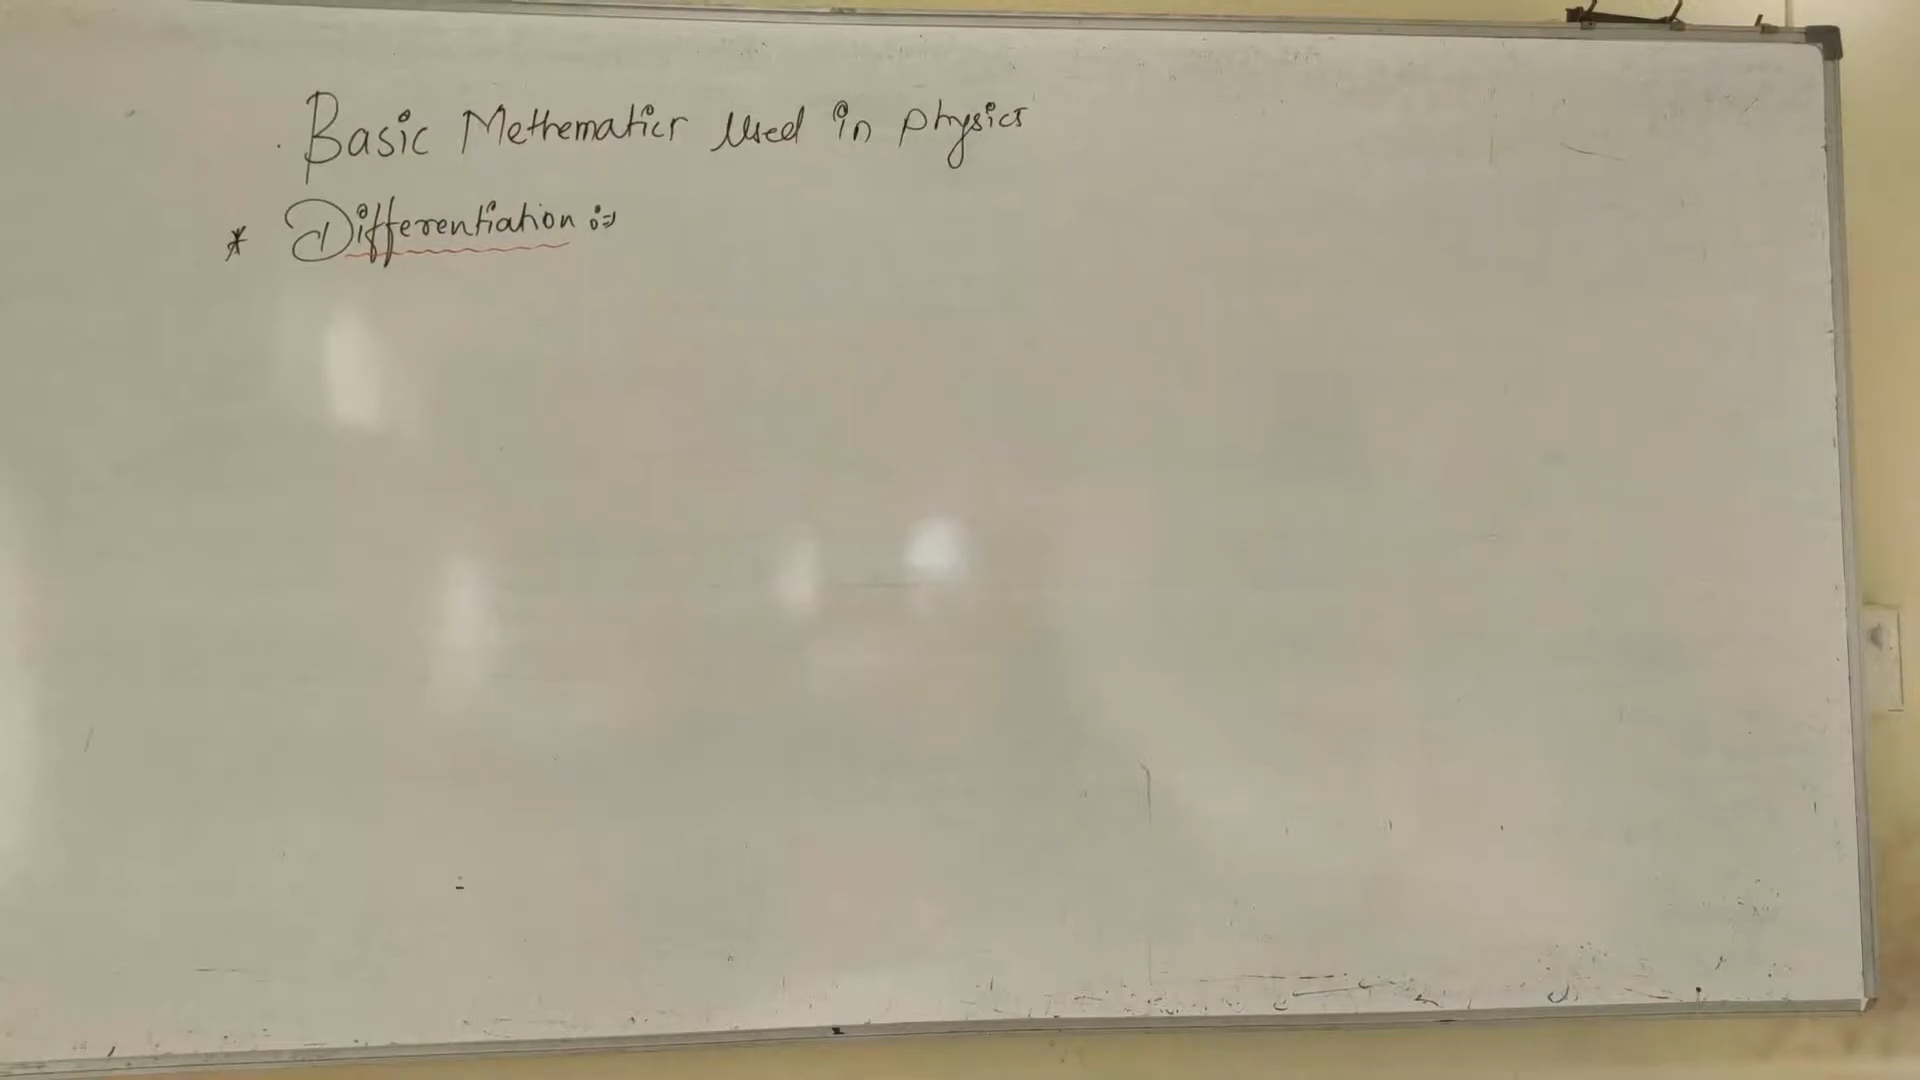 Basic Methematics used in physics
* Differentiation :⇒